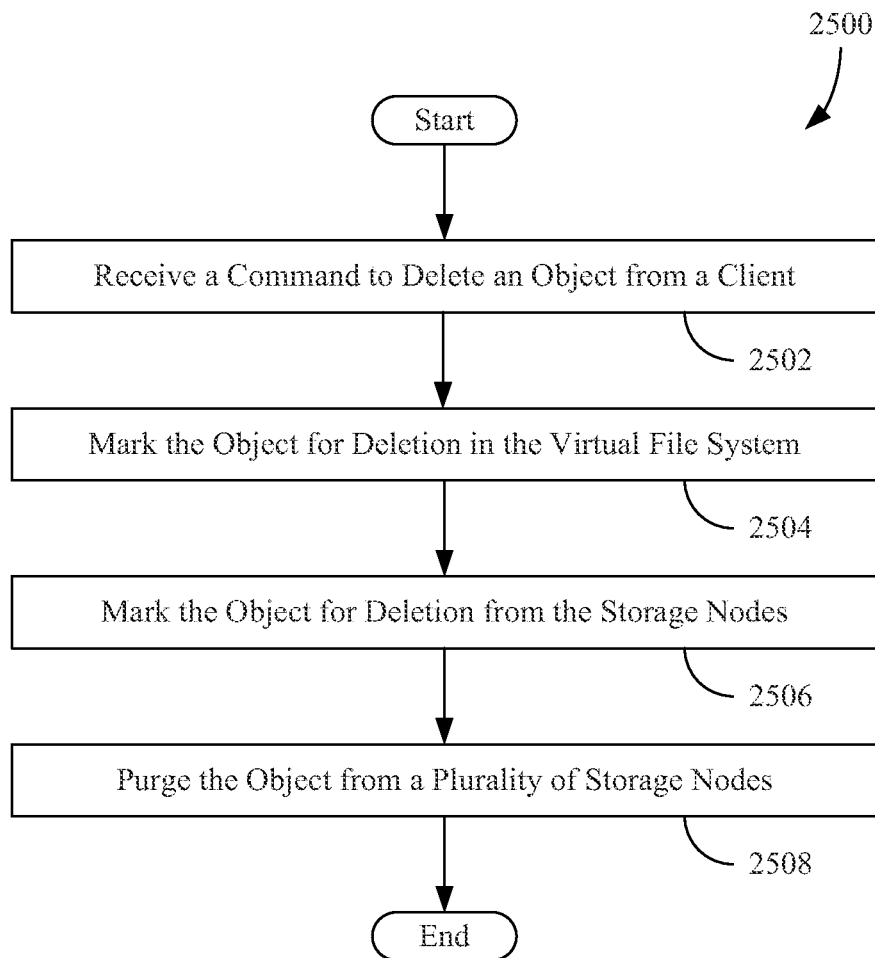 2500
Start
Receive a Command to Delete an Object from a Client
2502
Mark the Object for Deletion in the Virtual File System
2504
Mark the Object for Deletion from the Storage Nodes
2506
Purge the Object from a Plurality of Storage Nodes
2508
End